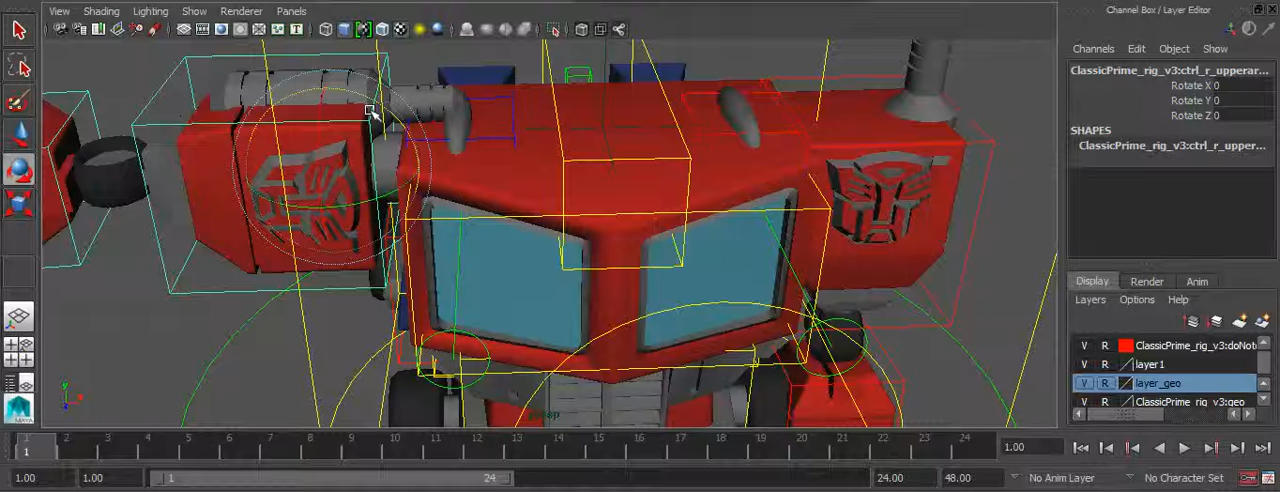 View Shading Lighting Show Renderer Panels
Channel Box / Layer Editor
Channels Edit Object Show
ClassicPrime_rig_v3:ctrl_r_upperar...
Rotate X 0
Rotate Y 0
Rotate Z 0
SHAPES
ClassicPrime_rig_v3:ctrl_r_upper...
Display Render Anim
Layers Options Help
V R ClassicPrime_rig_v3:doNot
V R layer1
V R layer_geo
V R ClassicPrime_rig_v3:geo
persp
y
MAYA
1 2 3 4 5 6 7 8 9 10 11 12 13 14 15 16 17 18 19 20 21 22 23 24
1
1.00
1.00 1.00 1 24 24.00 48.00 No Anim Layer No Character Set